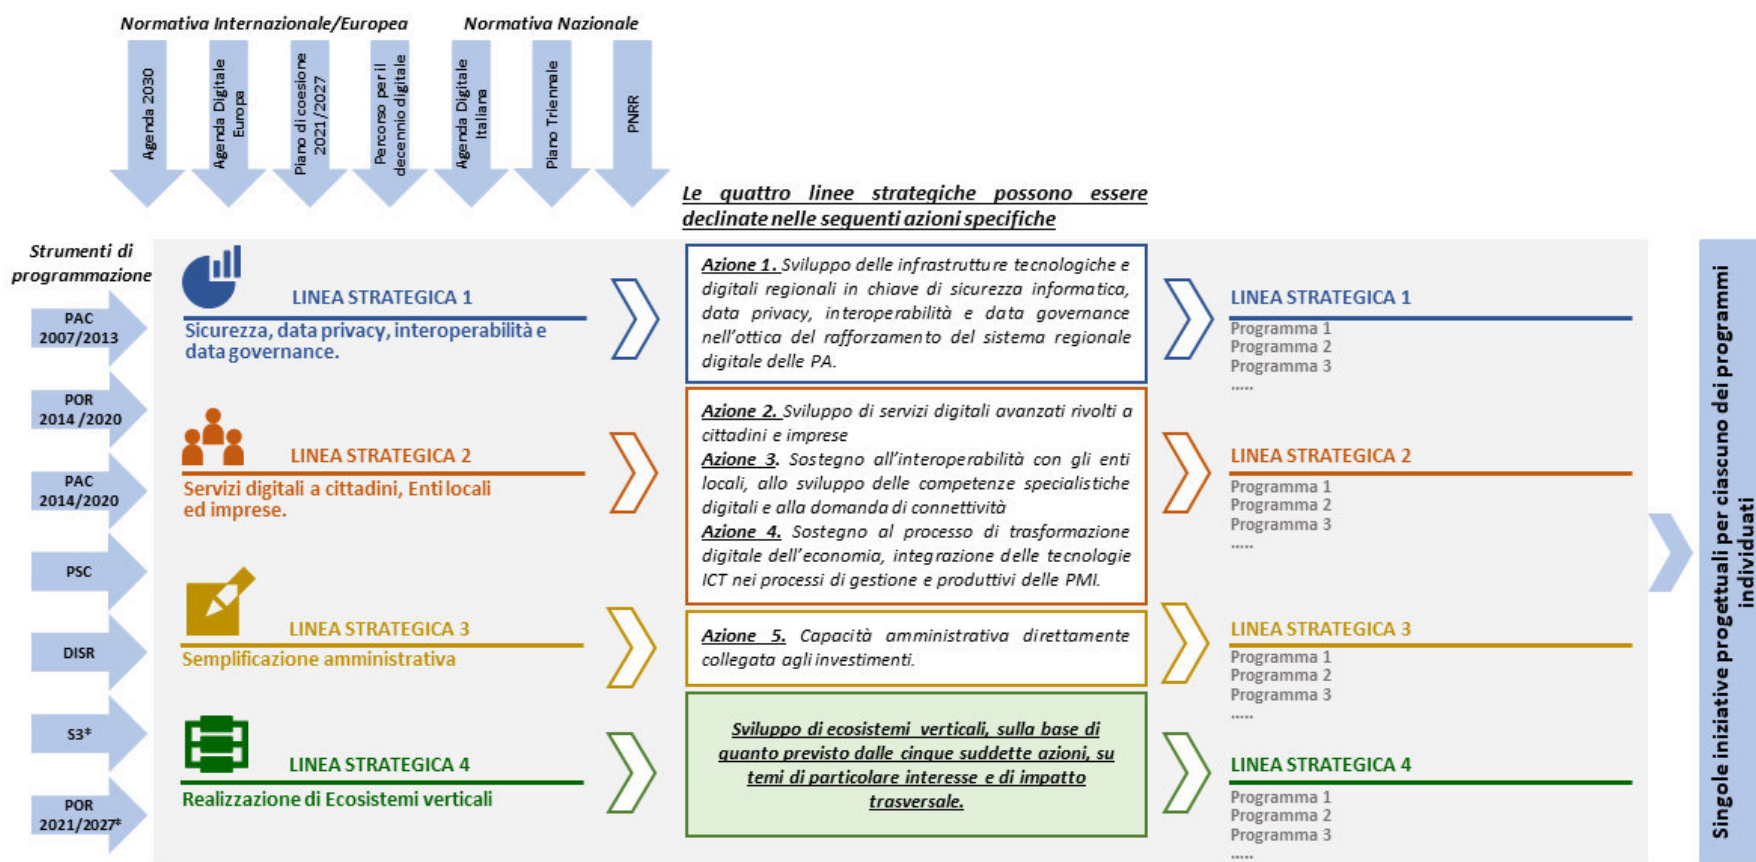 Normativa Internazionale/Europea
Normativa Nazionale
Agenda 2030
Agenda Digitale
Europa
Piano di coesione
2021/2027
Percorso per il
decennio digitale
Agenda Digitale
Italiana
Piano Triennale
PNRR
Le quattro linee strategiche possono essere
declinate nelle seguenti azioni specifiche
Strumenti di
programmazione
PAC
2007/2013
POR
2014 /2020
PAC
2014/2020
PSC
DISR
S3*
POR
2021/2027*
LINEA STRATEGICA 1
Sicurezza, data privacy, interoperabilità e
data governance.
LINEA STRATEGICA 2
Servizi digitali a cittadini, Enti locali
ed imprese.
LINEA STRATEGICA 3
Semplificazione amministrativa
LINEA STRATEGICA 4
Realizzazione di Ecosistemi verticali
Azione 1. Sviluppo delle infrastrutture tecnologiche e
digitali regionali in chiave di sicurezza informatica,
data privacy, interoperabilità e data governance
nell'ottica del rafforzamento del sistema regionale
digitale delle PA.
Azione 2. Sviluppo di servizi digitali avanzati rivolti a
cittadini e imprese
Azione 3. Sostegno all'interoperabilità con gli enti
locali, allo sviluppo delle competenze specialistiche
digitali e alla domanda di connettività
Azione 4. Sostegno al processo di trasformazione
digitale dell'economia, integrazione delle tecnologie
ICT nei processi di gestione e produttivi delle PMI.
Azione 5. Capacità amministrativa direttamente
collegata agli investimenti.
Sviluppo di ecosistemi verticali, sulla base di
quanto previsto dalle cinque suddette azioni, su
temi di particolare interesse e di impatto
trasversale.
LINEA STRATEGICA 1
Programma 1
Programma 2
Programma 3
.....
LINEA STRATEGICA 2
Programma 1
Programma 2
Programma 3
.....
LINEA STRATEGICA 3
Programma 1
Programma 2
Programma 3
.....
LINEA STRATEGICA 4
Programma 1
Programma 2
Programma 3
.....
Singole iniziative progettuali per ciascuno dei programmi
individuati